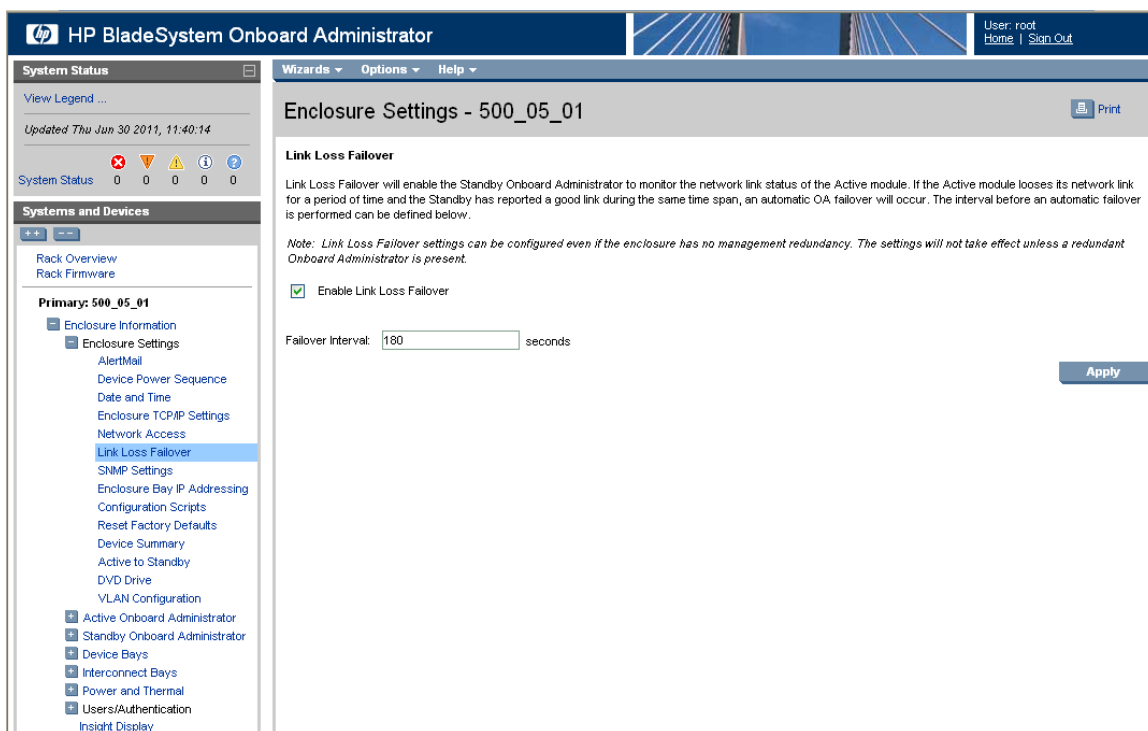 hp HP BladeSystem Onboard Administrator
User: root
Home | Sign Out
System Status
View Legend ...
Updated Thu Jun 30 2011, 11:40:14
System Status 0 0 0 0 0
Systems and Devices
++ --
Rack Overview
Rack Firmware
Primary: 500_05_01
Enclosure Information
Enclosure Settings
AlertMail
Device Power Sequence
Date and Time
Enclosure TCP/IP Settings
Network Access
Link Loss Failover
SNMP Settings
Enclosure Bay IP Addressing
Configuration Scripts
Reset Factory Defaults
Device Summary
Active to Standby
DVD Drive
VLAN Configuration
Active Onboard Administrator
Standby Onboard Administrator
Device Bays
Interconnect Bays
Power and Thermal
Users/Authentication
Insight Display
Wizards Options Help
Enclosure Settings - 500_05_01
Print
Link Loss Failover
Link Loss Failover will enable the Standby Onboard Administrator to monitor the network link status of the Active module. If the Active module looses its network link
for a period of time and the Standby has reported a good link during the same time span, an automatic OA failover will occur. The interval before an automatic failover
is performed can be defined below.
Note: Link Loss Failover settings can be configured even if the enclosure has no management redundancy. The settings will not take effect unless a redundant
Onboard Administrator is present.
Enable Link Loss Failover
Failover Interval: 180 seconds
Apply